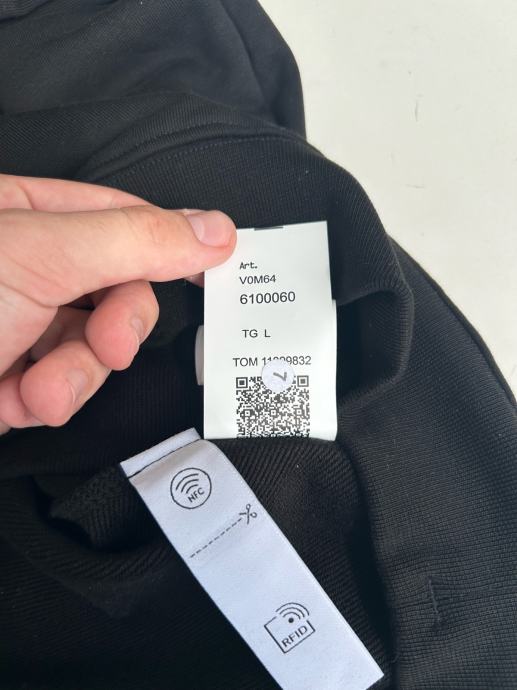 Art.
V0M64
6100060
TG L
TOM
NFC
RFID